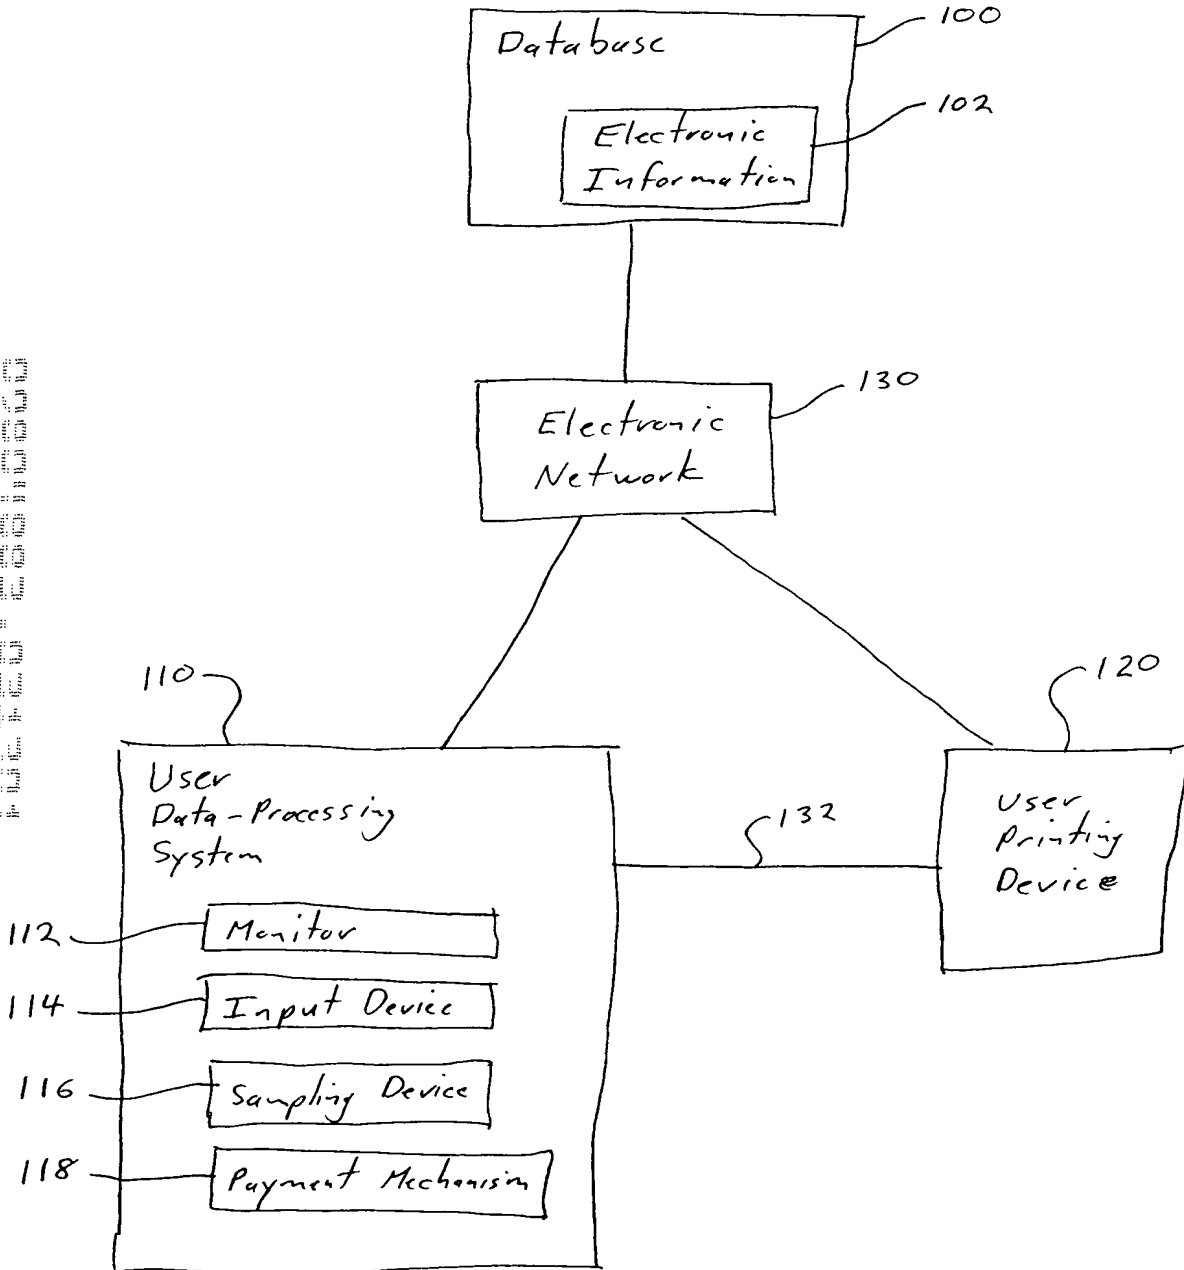 100
Database
102
Electronic
Information
130
Electronic
Network
110
120
User
Data-Processing
System
User
Printing
Device
132
112
Monitor
114
Input Device
116
Sampling Device
118
Payment Mechanism